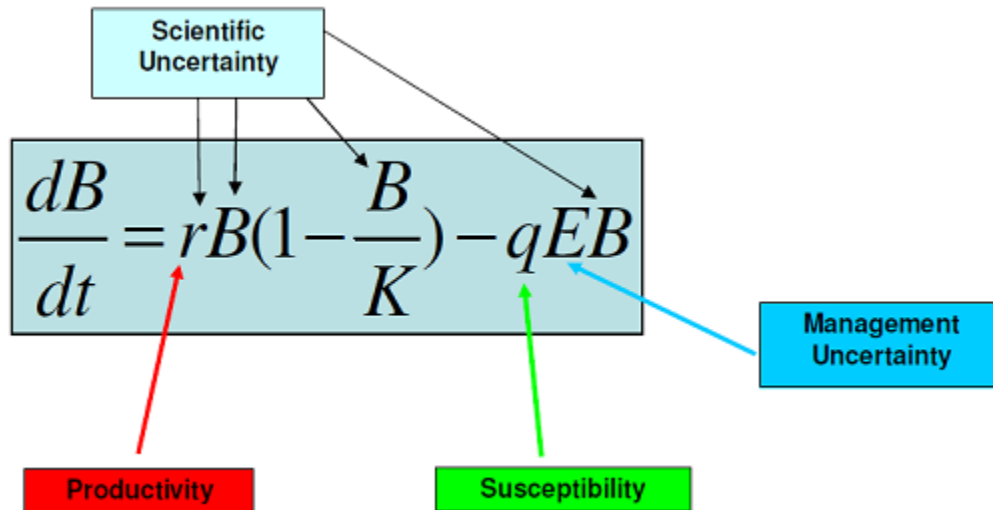 Scientific
Uncertainty
dB/dt = rB(1 − B/K) − qEB
Management
Uncertainty
Productivity
Susceptibility